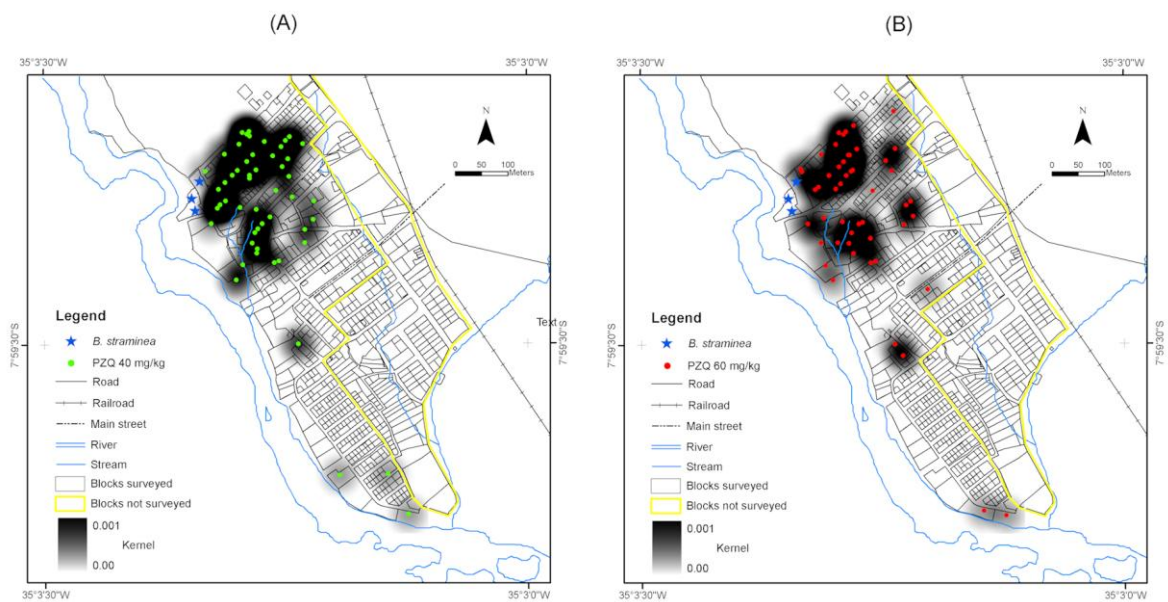 (A)
35°3'30"W
35°3'0"W
N
0 50 100
Meters
7°59'30"S
Text
Legend
B. straminea
PZQ 40 mg/kg
Road
Railroad
Main street
River
Stream
Blocks surveyed
Blocks not surveyed
0.001
Kernel
0.00
35°3'30"W
35°3'0"W
(B)
35°3'30"W
35°3'0"W
N
0 50 100
Meters
7°59'30"S
7°59'30"S
Legend
B. straminea
PZQ 60 mg/kg
Road
Railroad
Main street
River
Stream
Blocks surveyed
Blocks not surveyed
0.001
Kernel
0.00
35°3'30"W
35°3'0"W